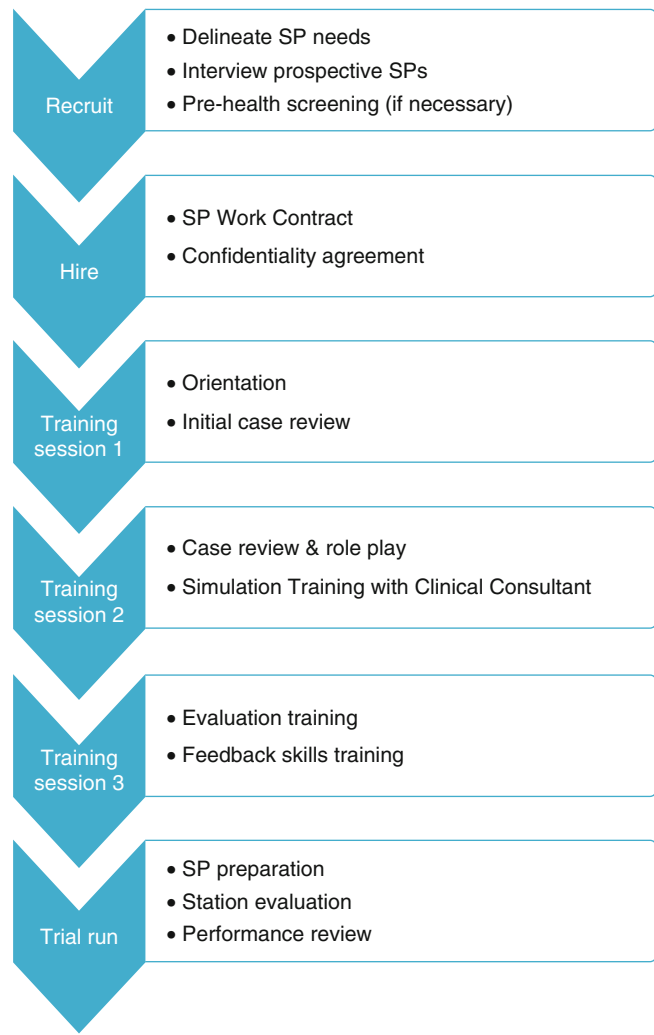 Recruit
• Delineate SP needs
• Interview prospective SPs
• Pre-health screening (if necessary)
Hire
• SP Work Contract
• Confidentiality agreement
Training
session 1
• Orientation
• Initial case review
Training
session 2
• Case review & role play
• Simulation Training with Clinical Consultant
Training
session 3
• Evaluation training
• Feedback skills training
Trial run
• SP preparation
• Station evaluation
• Performance review